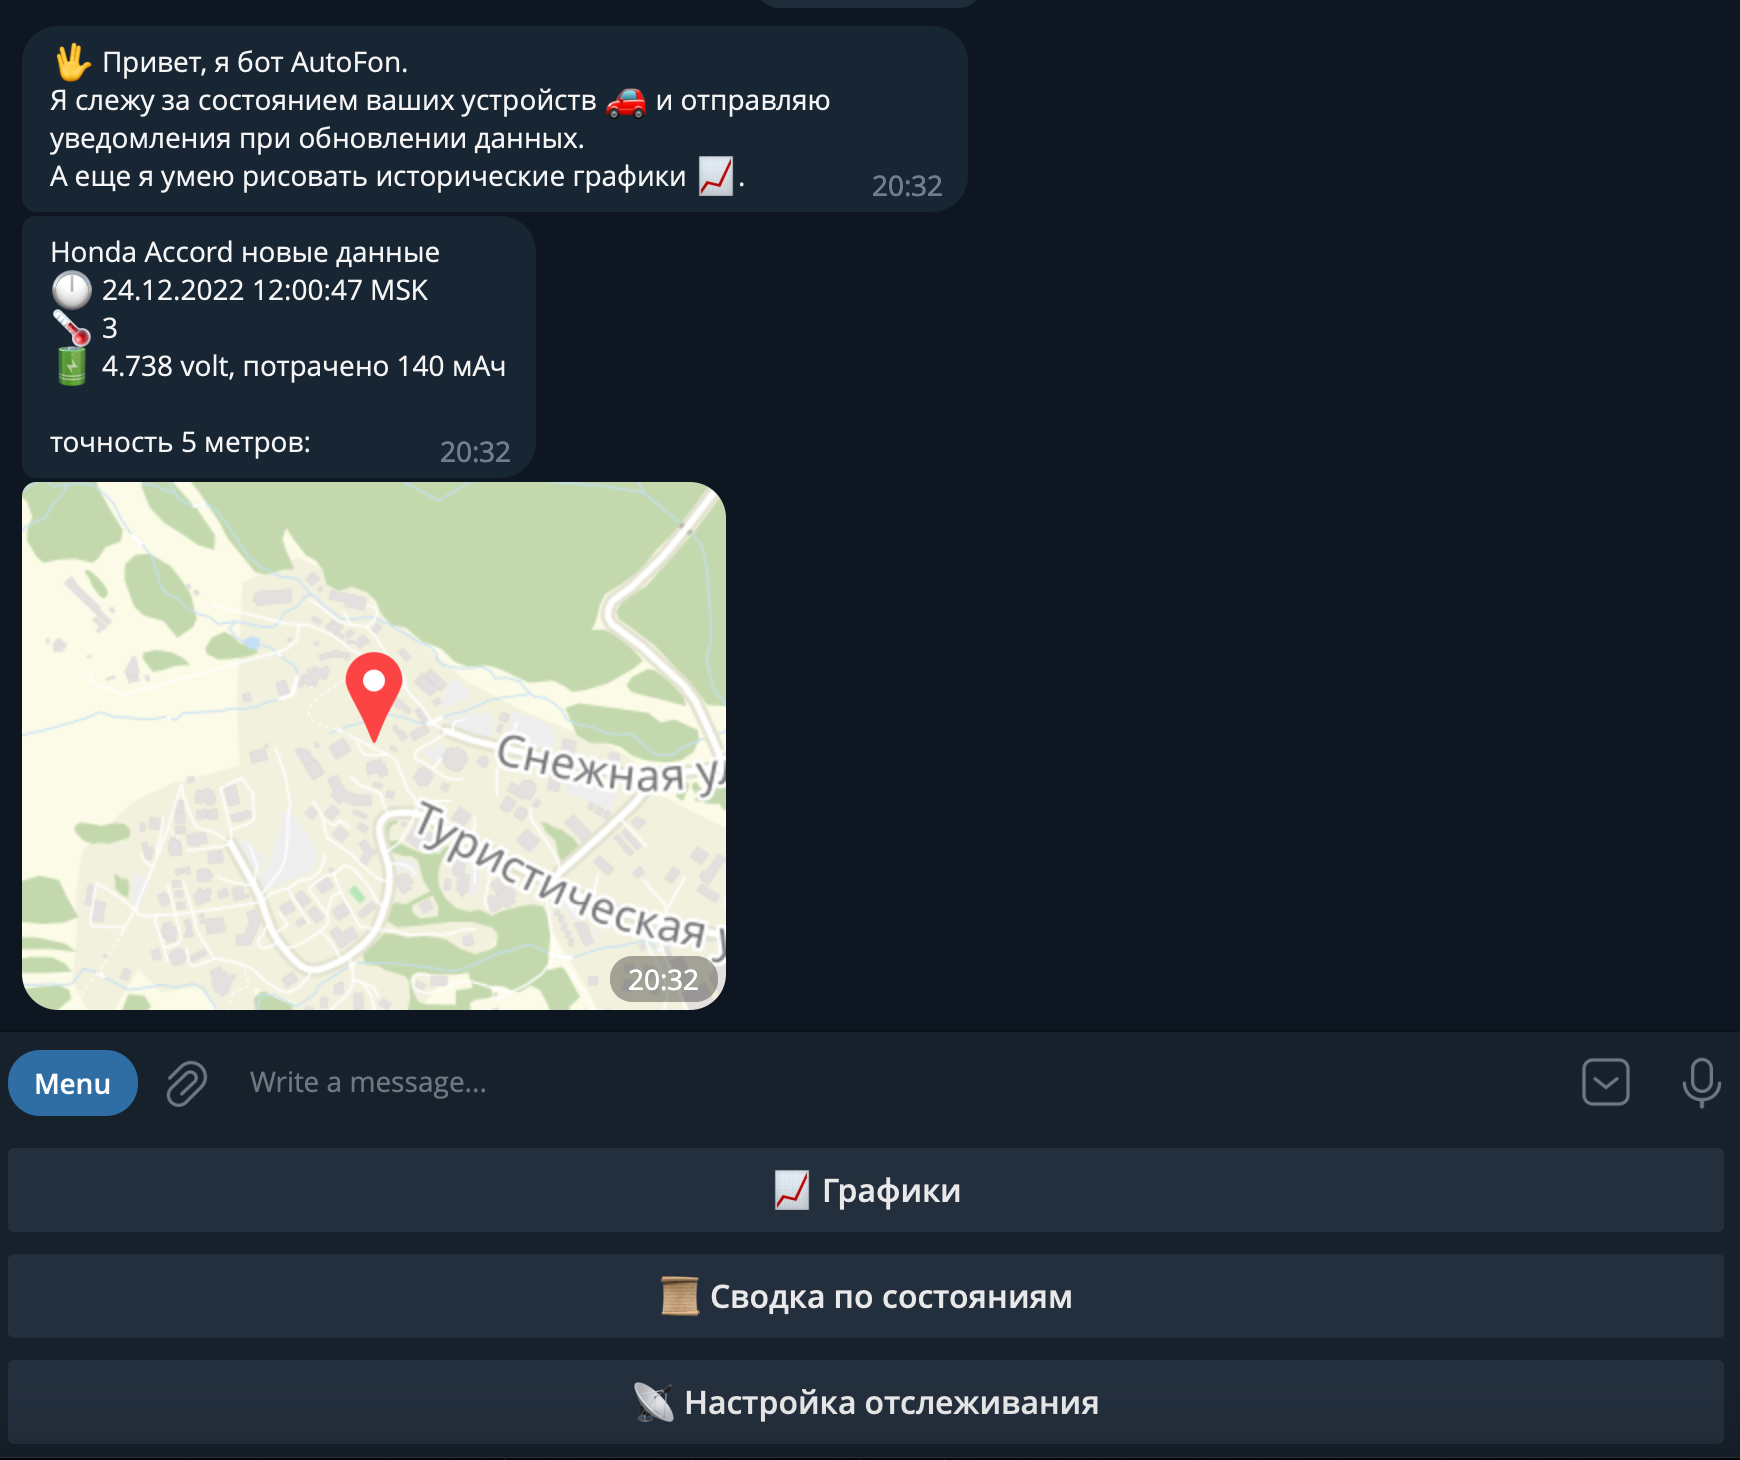 🖖 Привет, я бот AutoFon.
Я слежу за состоянием ваших устройств 🚗 и отправляю
уведомления при обновлении данных.
А еще я умею рисовать исторические графики 📈.
20:32
Honda Accord новые данные
24.12.2022 12:00:47 MSK
3
4.738 volt, потрачено 140 мАч
точность 5 метров:
20:32
Снежная ул
Туристическая у
20:32
Menu
Write a message...
📈 Графики
📜 Сводка по состояниям
📡 Настройка отслеживания